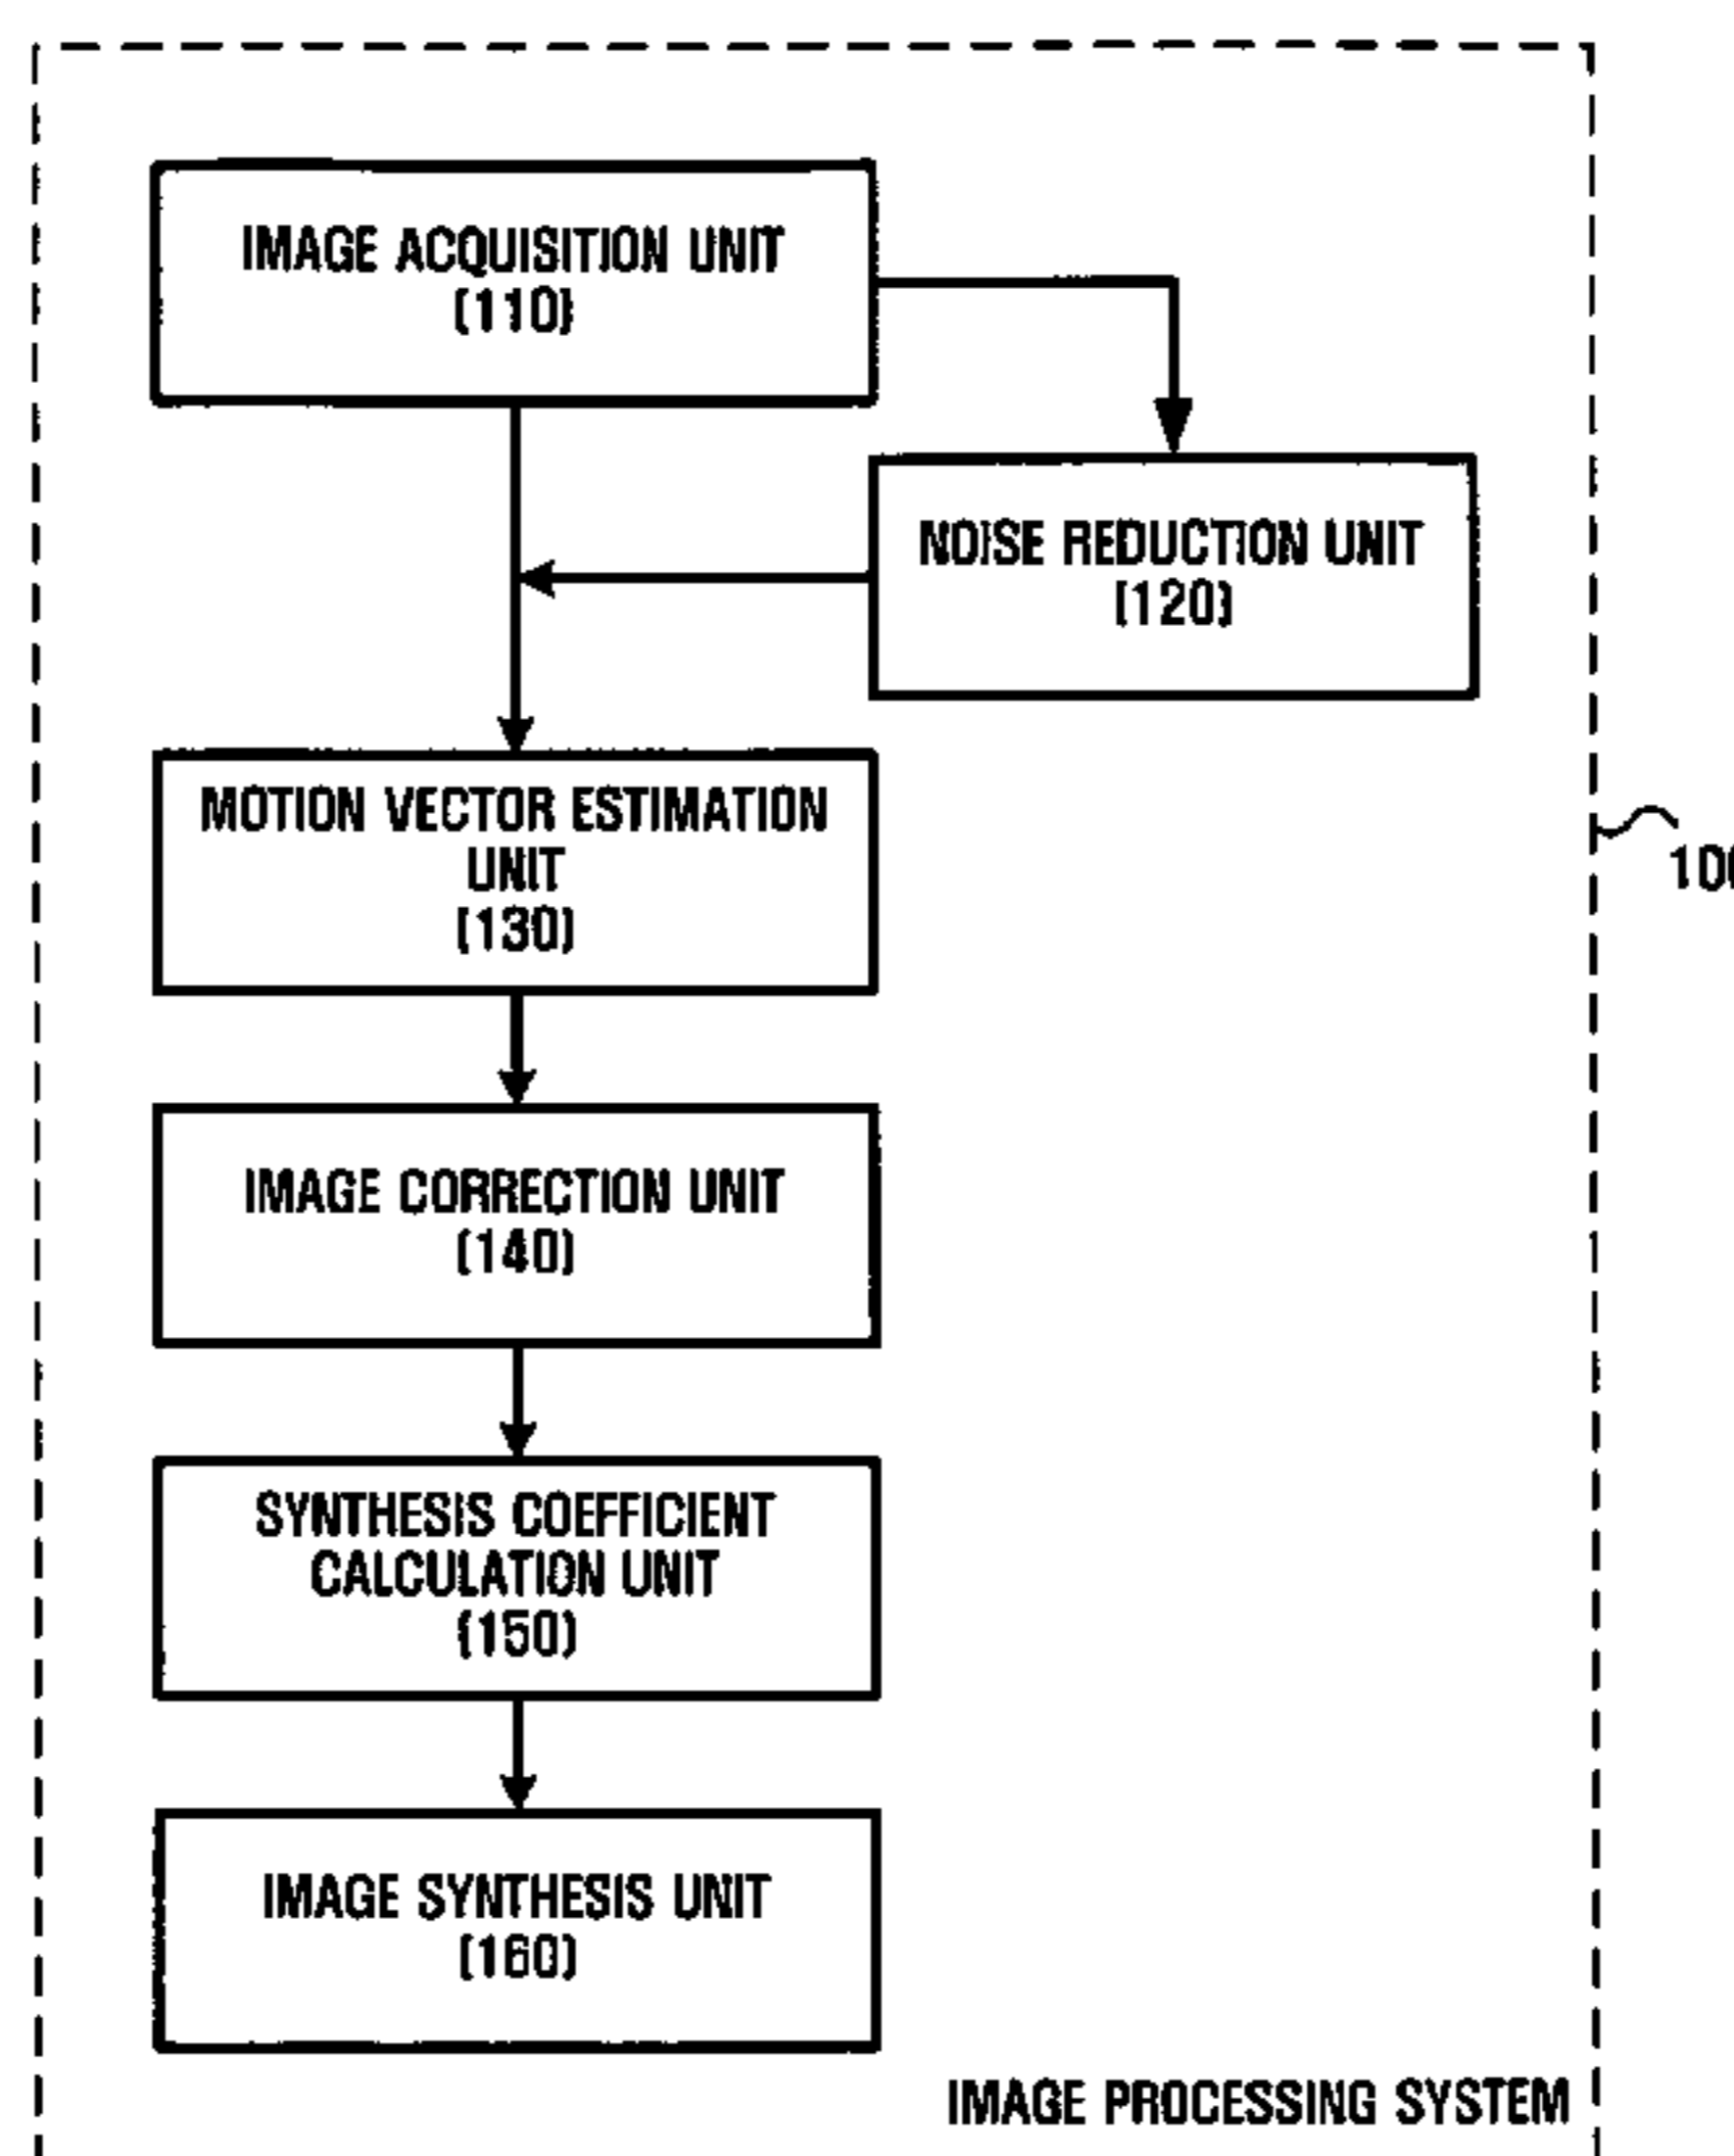 IMAGE ACQUISITION UNIT
(110)
NOISE REDUCTION UNIT
(120)
MOTION VECTOR ESTIMATION
UNIT
(130)
IMAGE CORRECTION UNIT
(140)
SYNTHESIS COEFFICIENT
CALCULATION UNIT
(150)
IMAGE SYNTHESIS UNIT
(160)
IMAGE PROCESSING SYSTEM